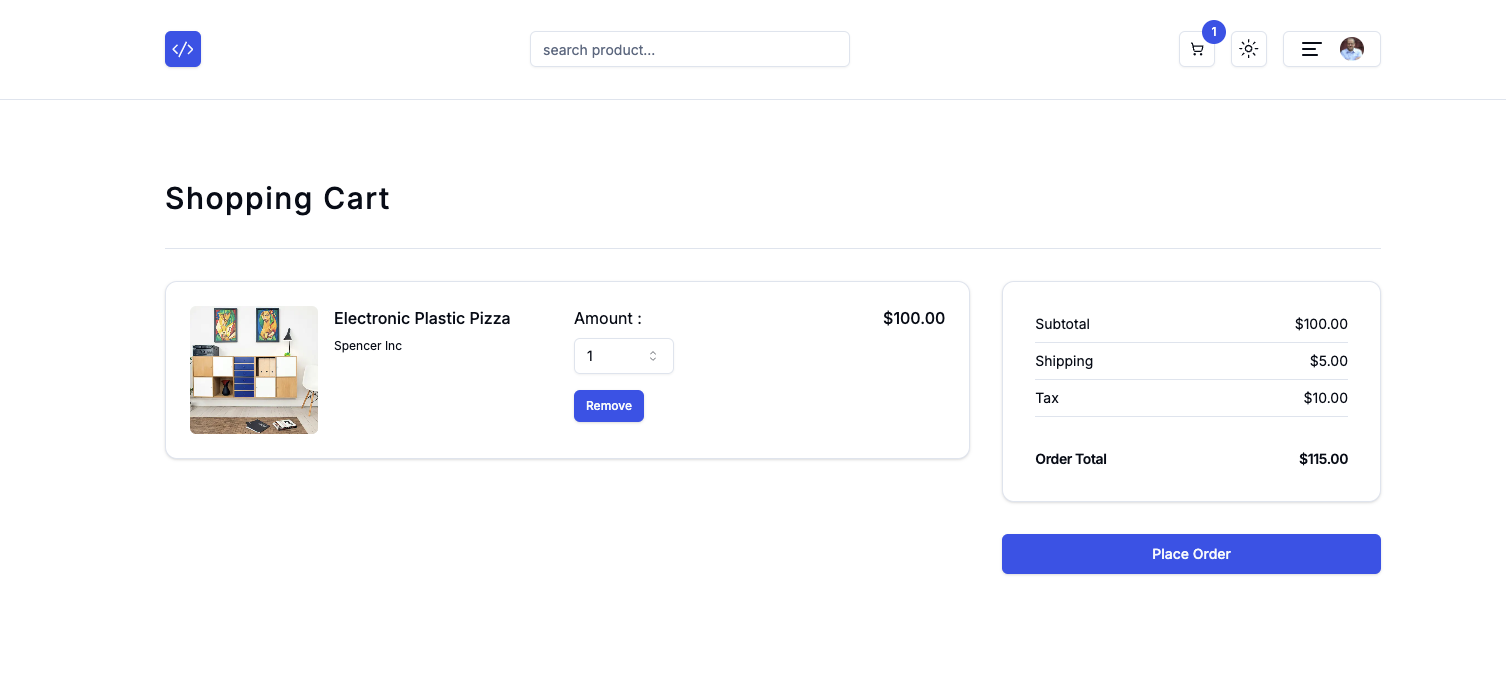 </>
search product...
1
Shopping Cart
Electronic Plastic Pizza
Spencer Inc
Amount :
1
Remove
$100.00
Subtotal $100.00
Shipping $5.00
Tax $10.00
Order Total $115.00
Place Order